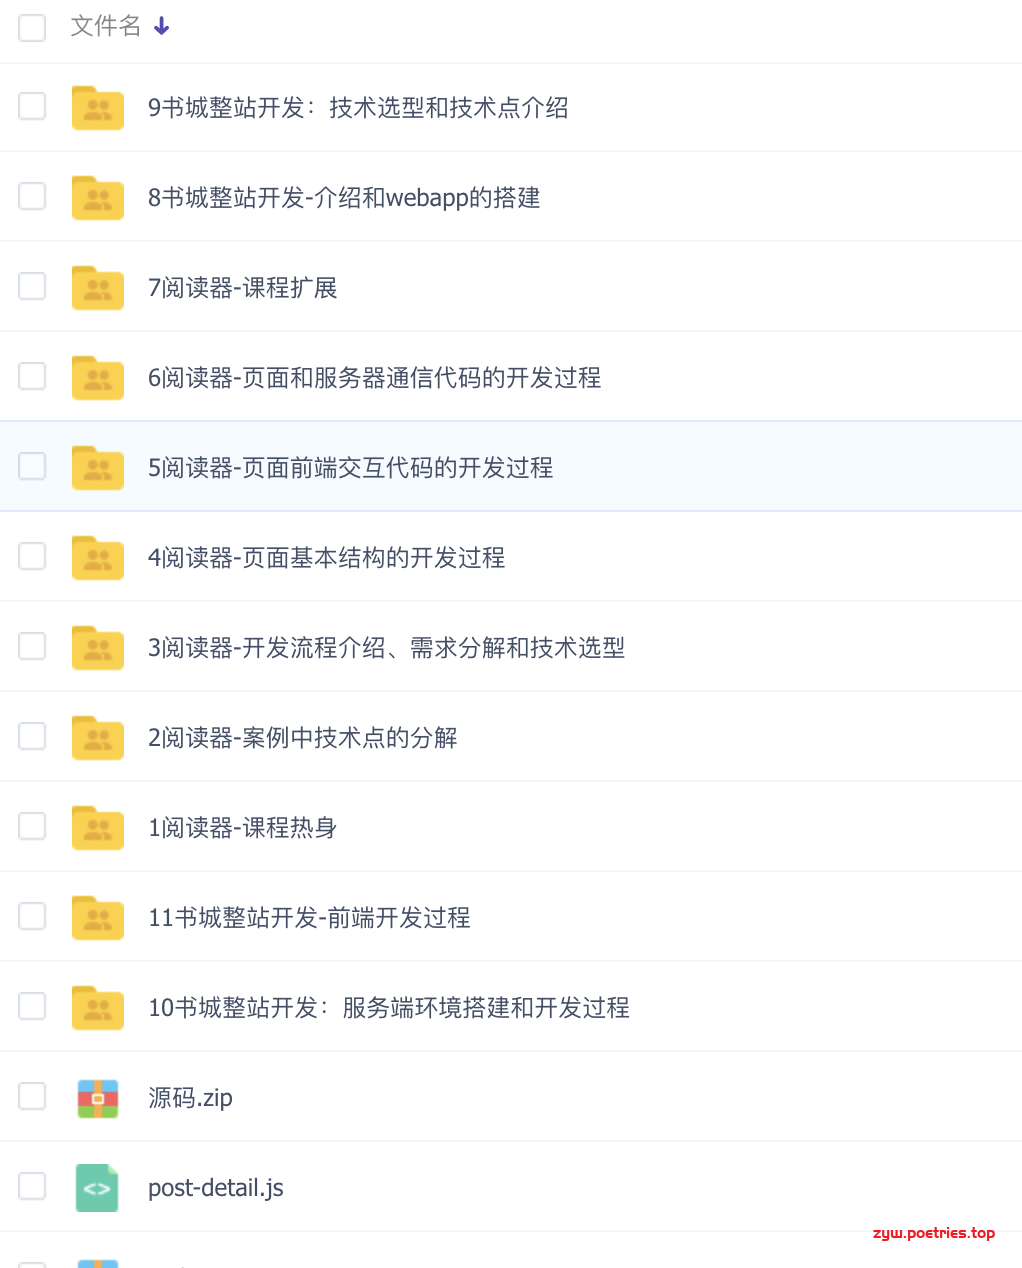 文件名
9书城整站开发：技术选型和技术点介绍
8书城整站开发-介绍和webapp的搭建
7阅读器-课程扩展
6阅读器-页面和服务器通信代码的开发过程
5阅读器-页面前端交互代码的开发过程
4阅读器-页面基本结构的开发过程
3阅读器-开发流程介绍、需求分解和技术选型
2阅读器-案例中技术点的分解
1阅读器-课程热身
11书城整站开发-前端开发过程
10书城整站开发：服务端环境搭建和开发过程
源码.zip
post-detail.js
zyw.poetries.top